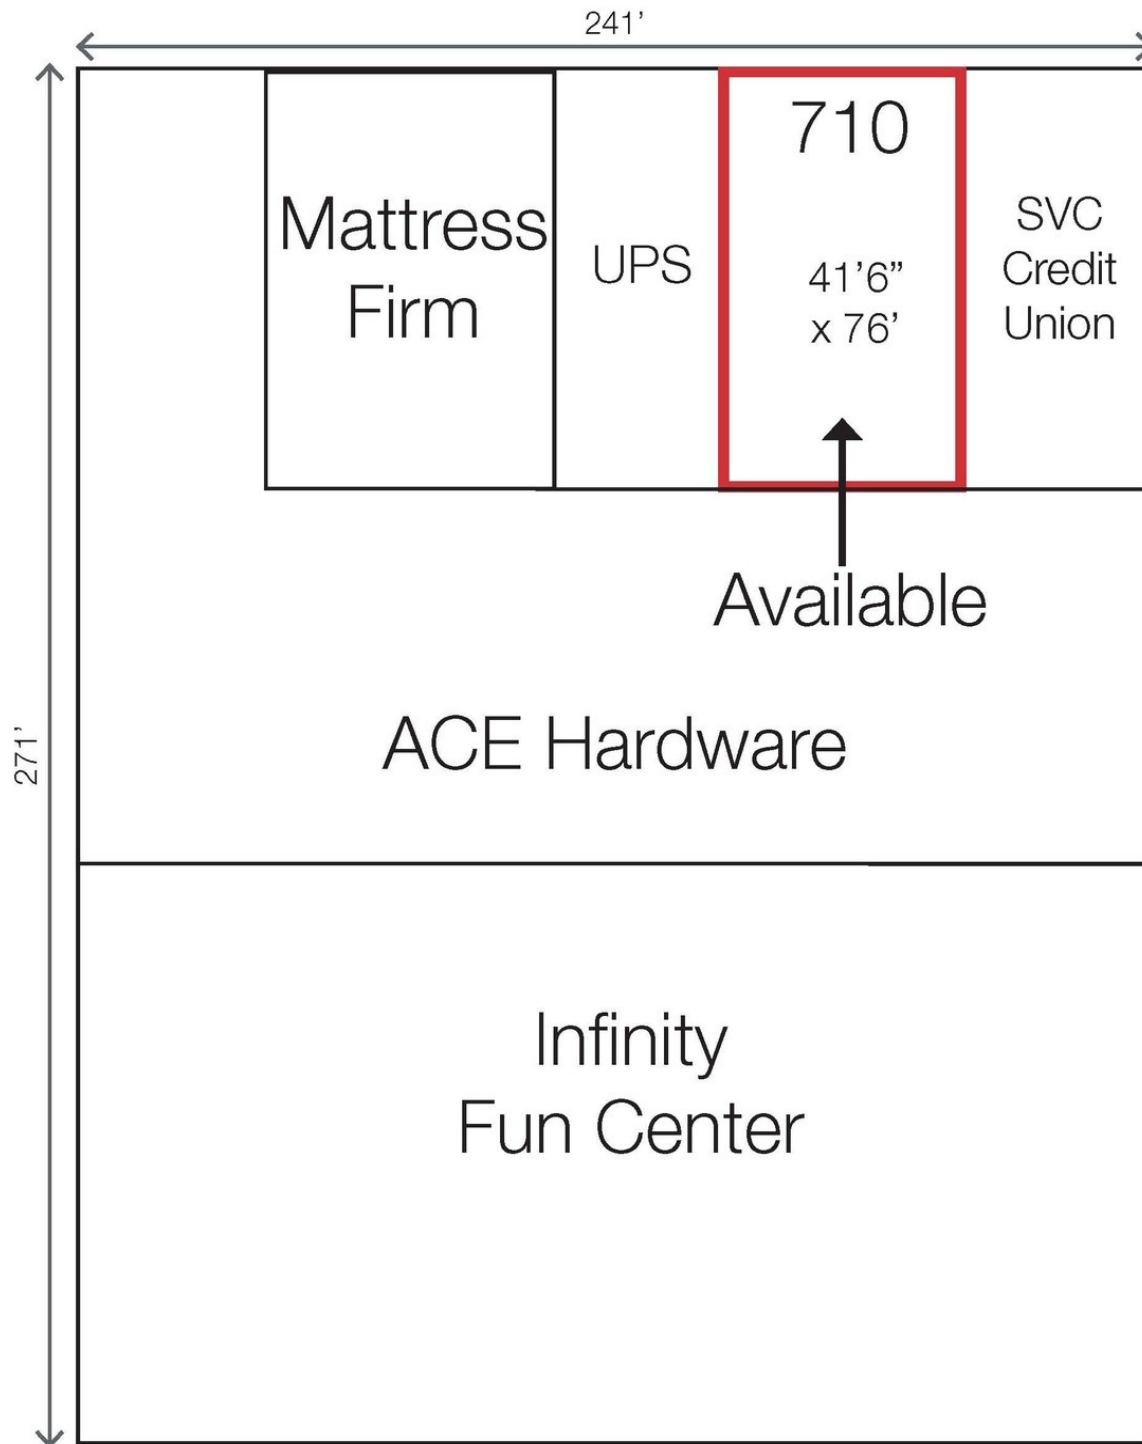 241’
710
Mattress
Firm
UPS
41’6”
x 76’
SVC
Credit
Union
Available
271’
ACE Hardware
Infinity
Fun Center